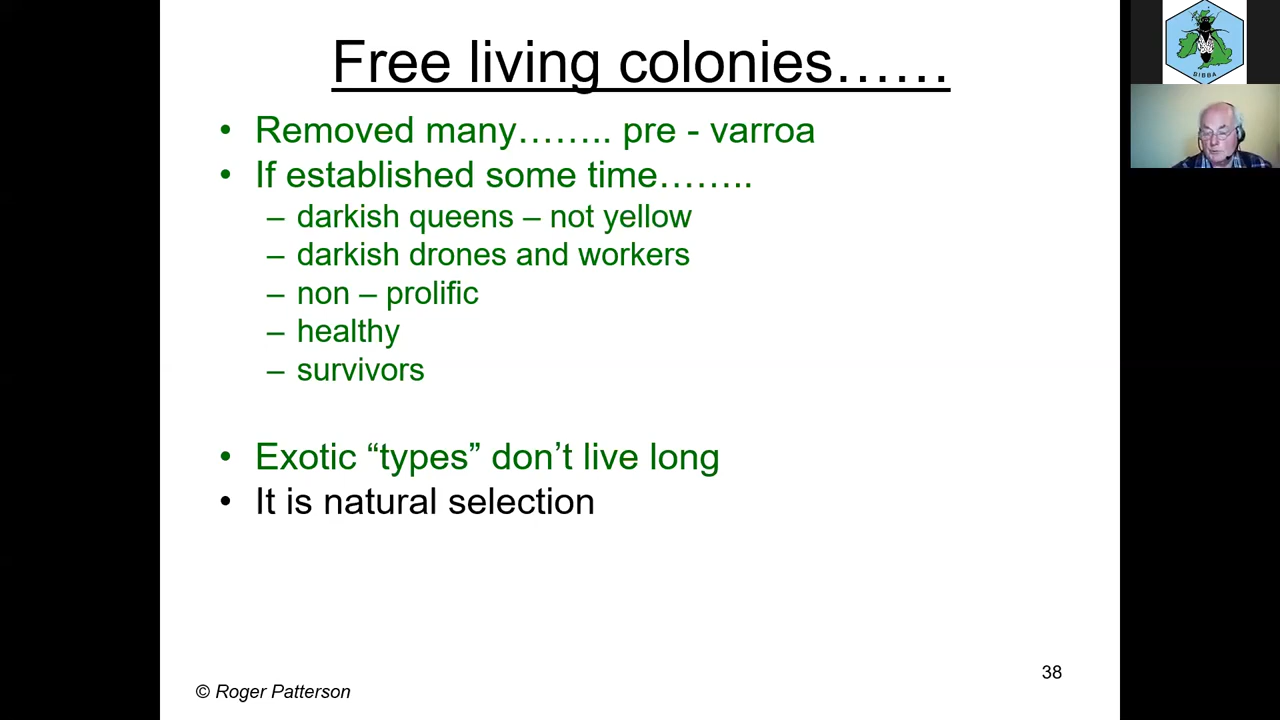 Free living colonies……
• Removed many…….. pre - varroa
• If established some time……..
– darkish queens – not yellow
– darkish drones and workers
– non – prolific
– healthy
– survivors
• Exotic “types” don’t live long
• It is natural selection
38
© Roger Patterson
BIBBA